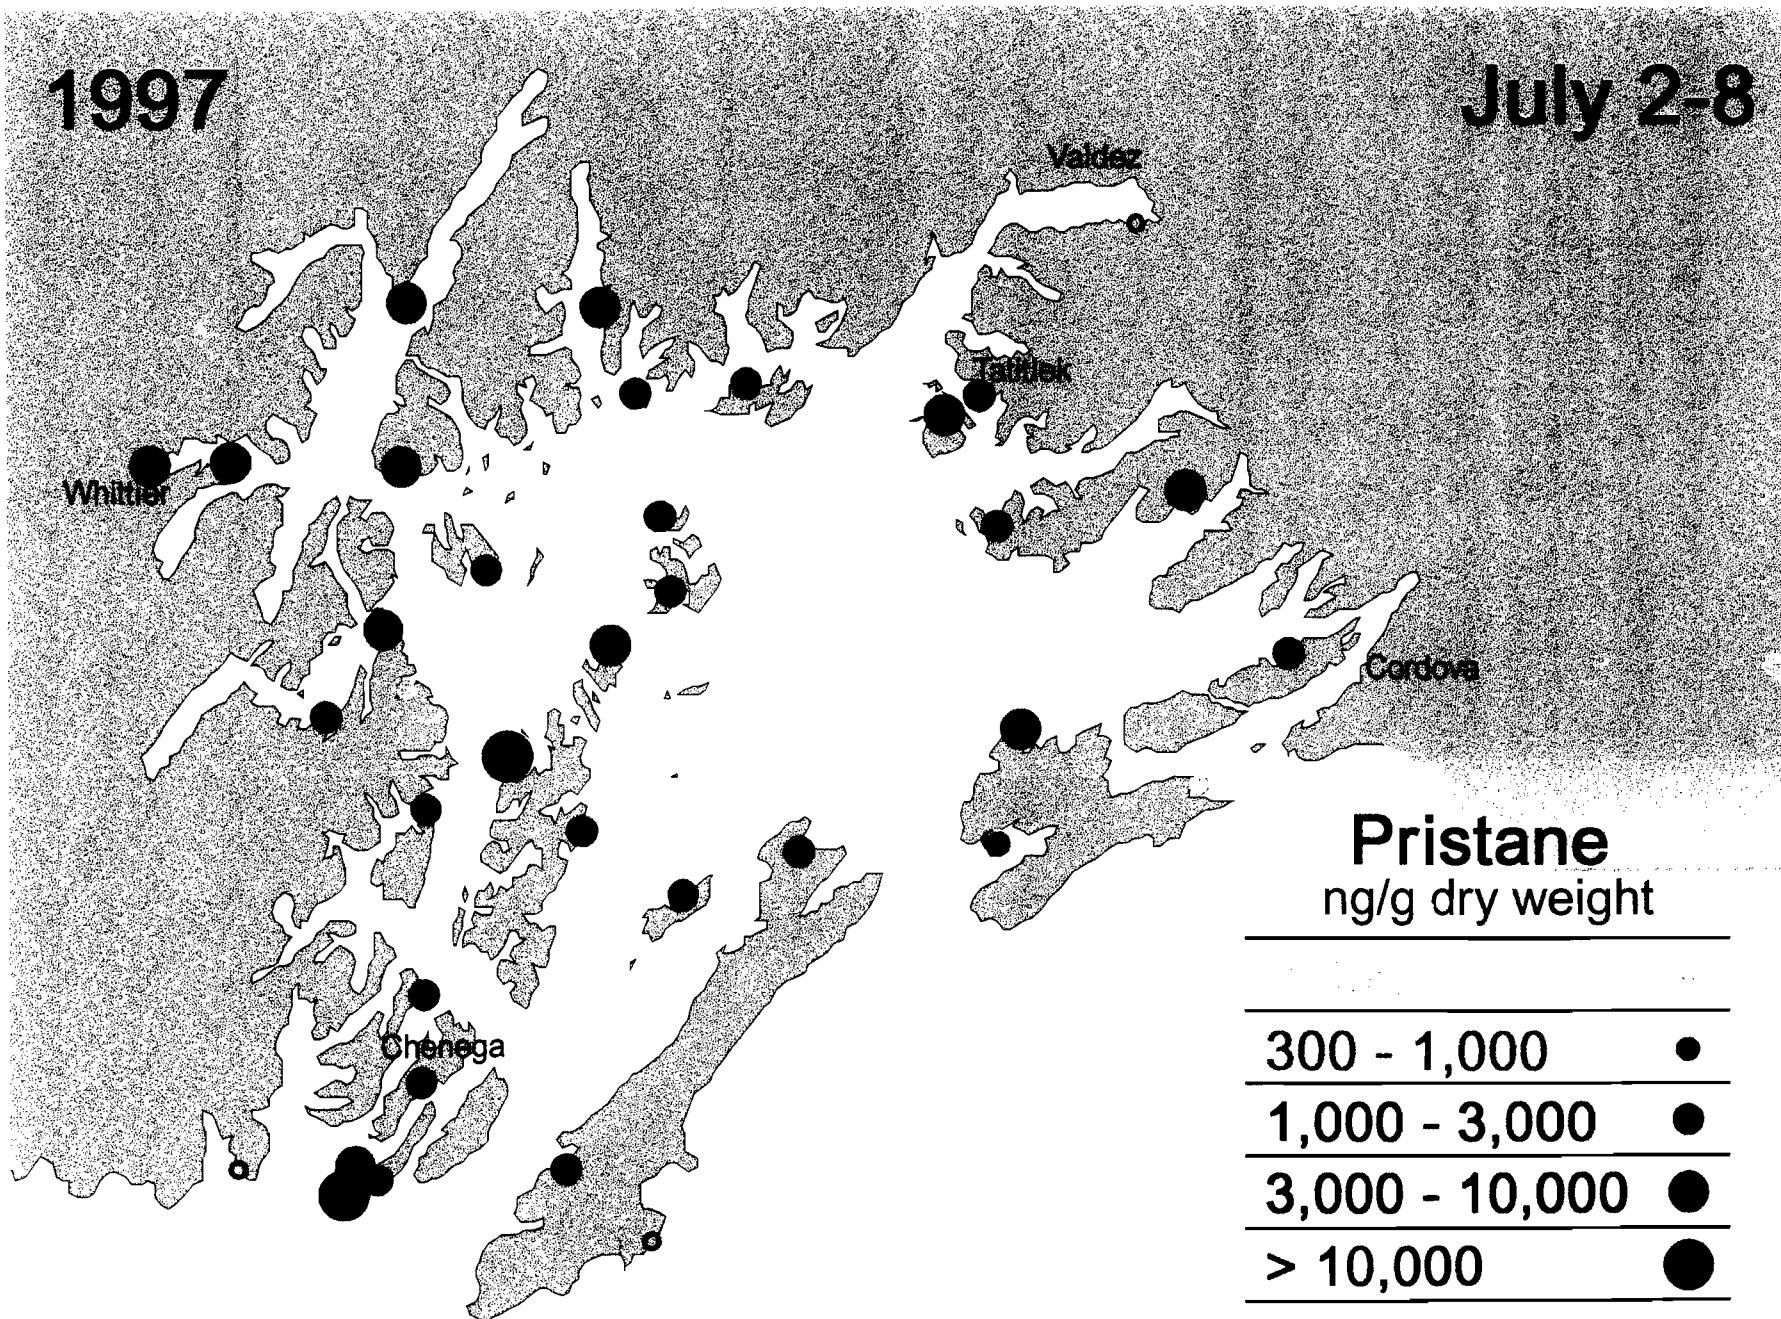 1997
July 2-8
Valdez
Tatitlek
Whittier
Cordova
Chenega
Pristane
ng/g dry weight
300 - 1,000
1,000 - 3,000
3,000 - 10,000
> 10,000